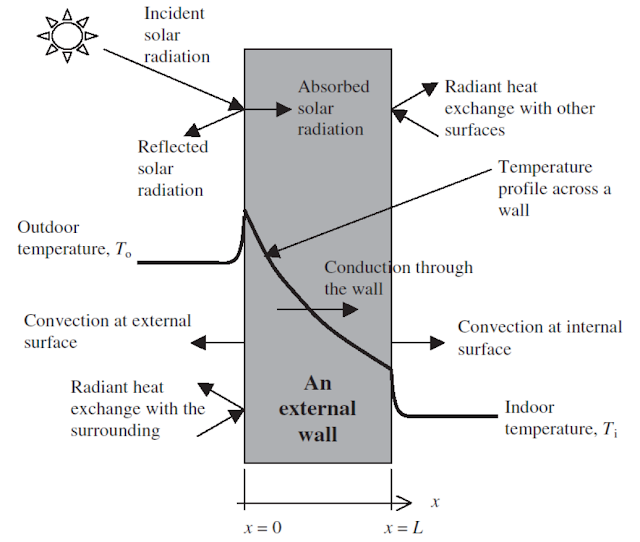 Incident
solar
radiation
Absorbed
solar
radiation
Radiant heat
exchange with other
surfaces
Reflected
solar
radiation
Temperature
profile across a
wall
Outdoor
temperature, Tₒ
Conduction through
the wall
Convection at external
surface
Convection at internal
surface
Radiant heat
exchange with the
surrounding
An
external
wall
Indoor
temperature, Tᵢ
x
x = 0
x = L